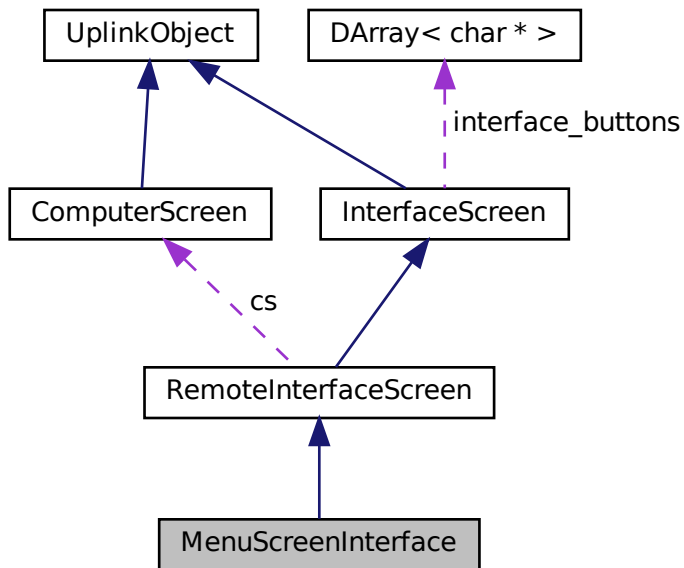 UplinkObject
DArray< char * >
interface_buttons
ComputerScreen
InterfaceScreen
cs
RemoteInterfaceScreen
MenuScreenInterface